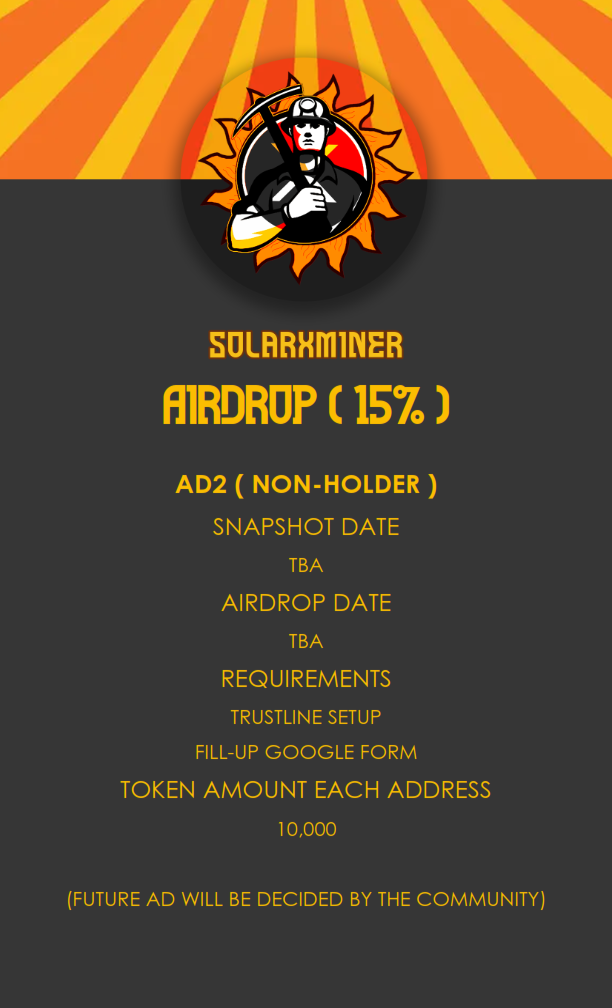 SOLARXMINER
AIRDROP ( 15% )
AD2 ( NON-HOLDER )
SNAPSHOT DATE
TBA
AIRDROP DATE
TBA
REQUIREMENTS
TRUSTLINE SETUP
FILL-UP GOOGLE FORM
TOKEN AMOUNT EACH ADDRESS
10,000
(FUTURE AD WILL BE DECIDED BY THE COMMUNITY)